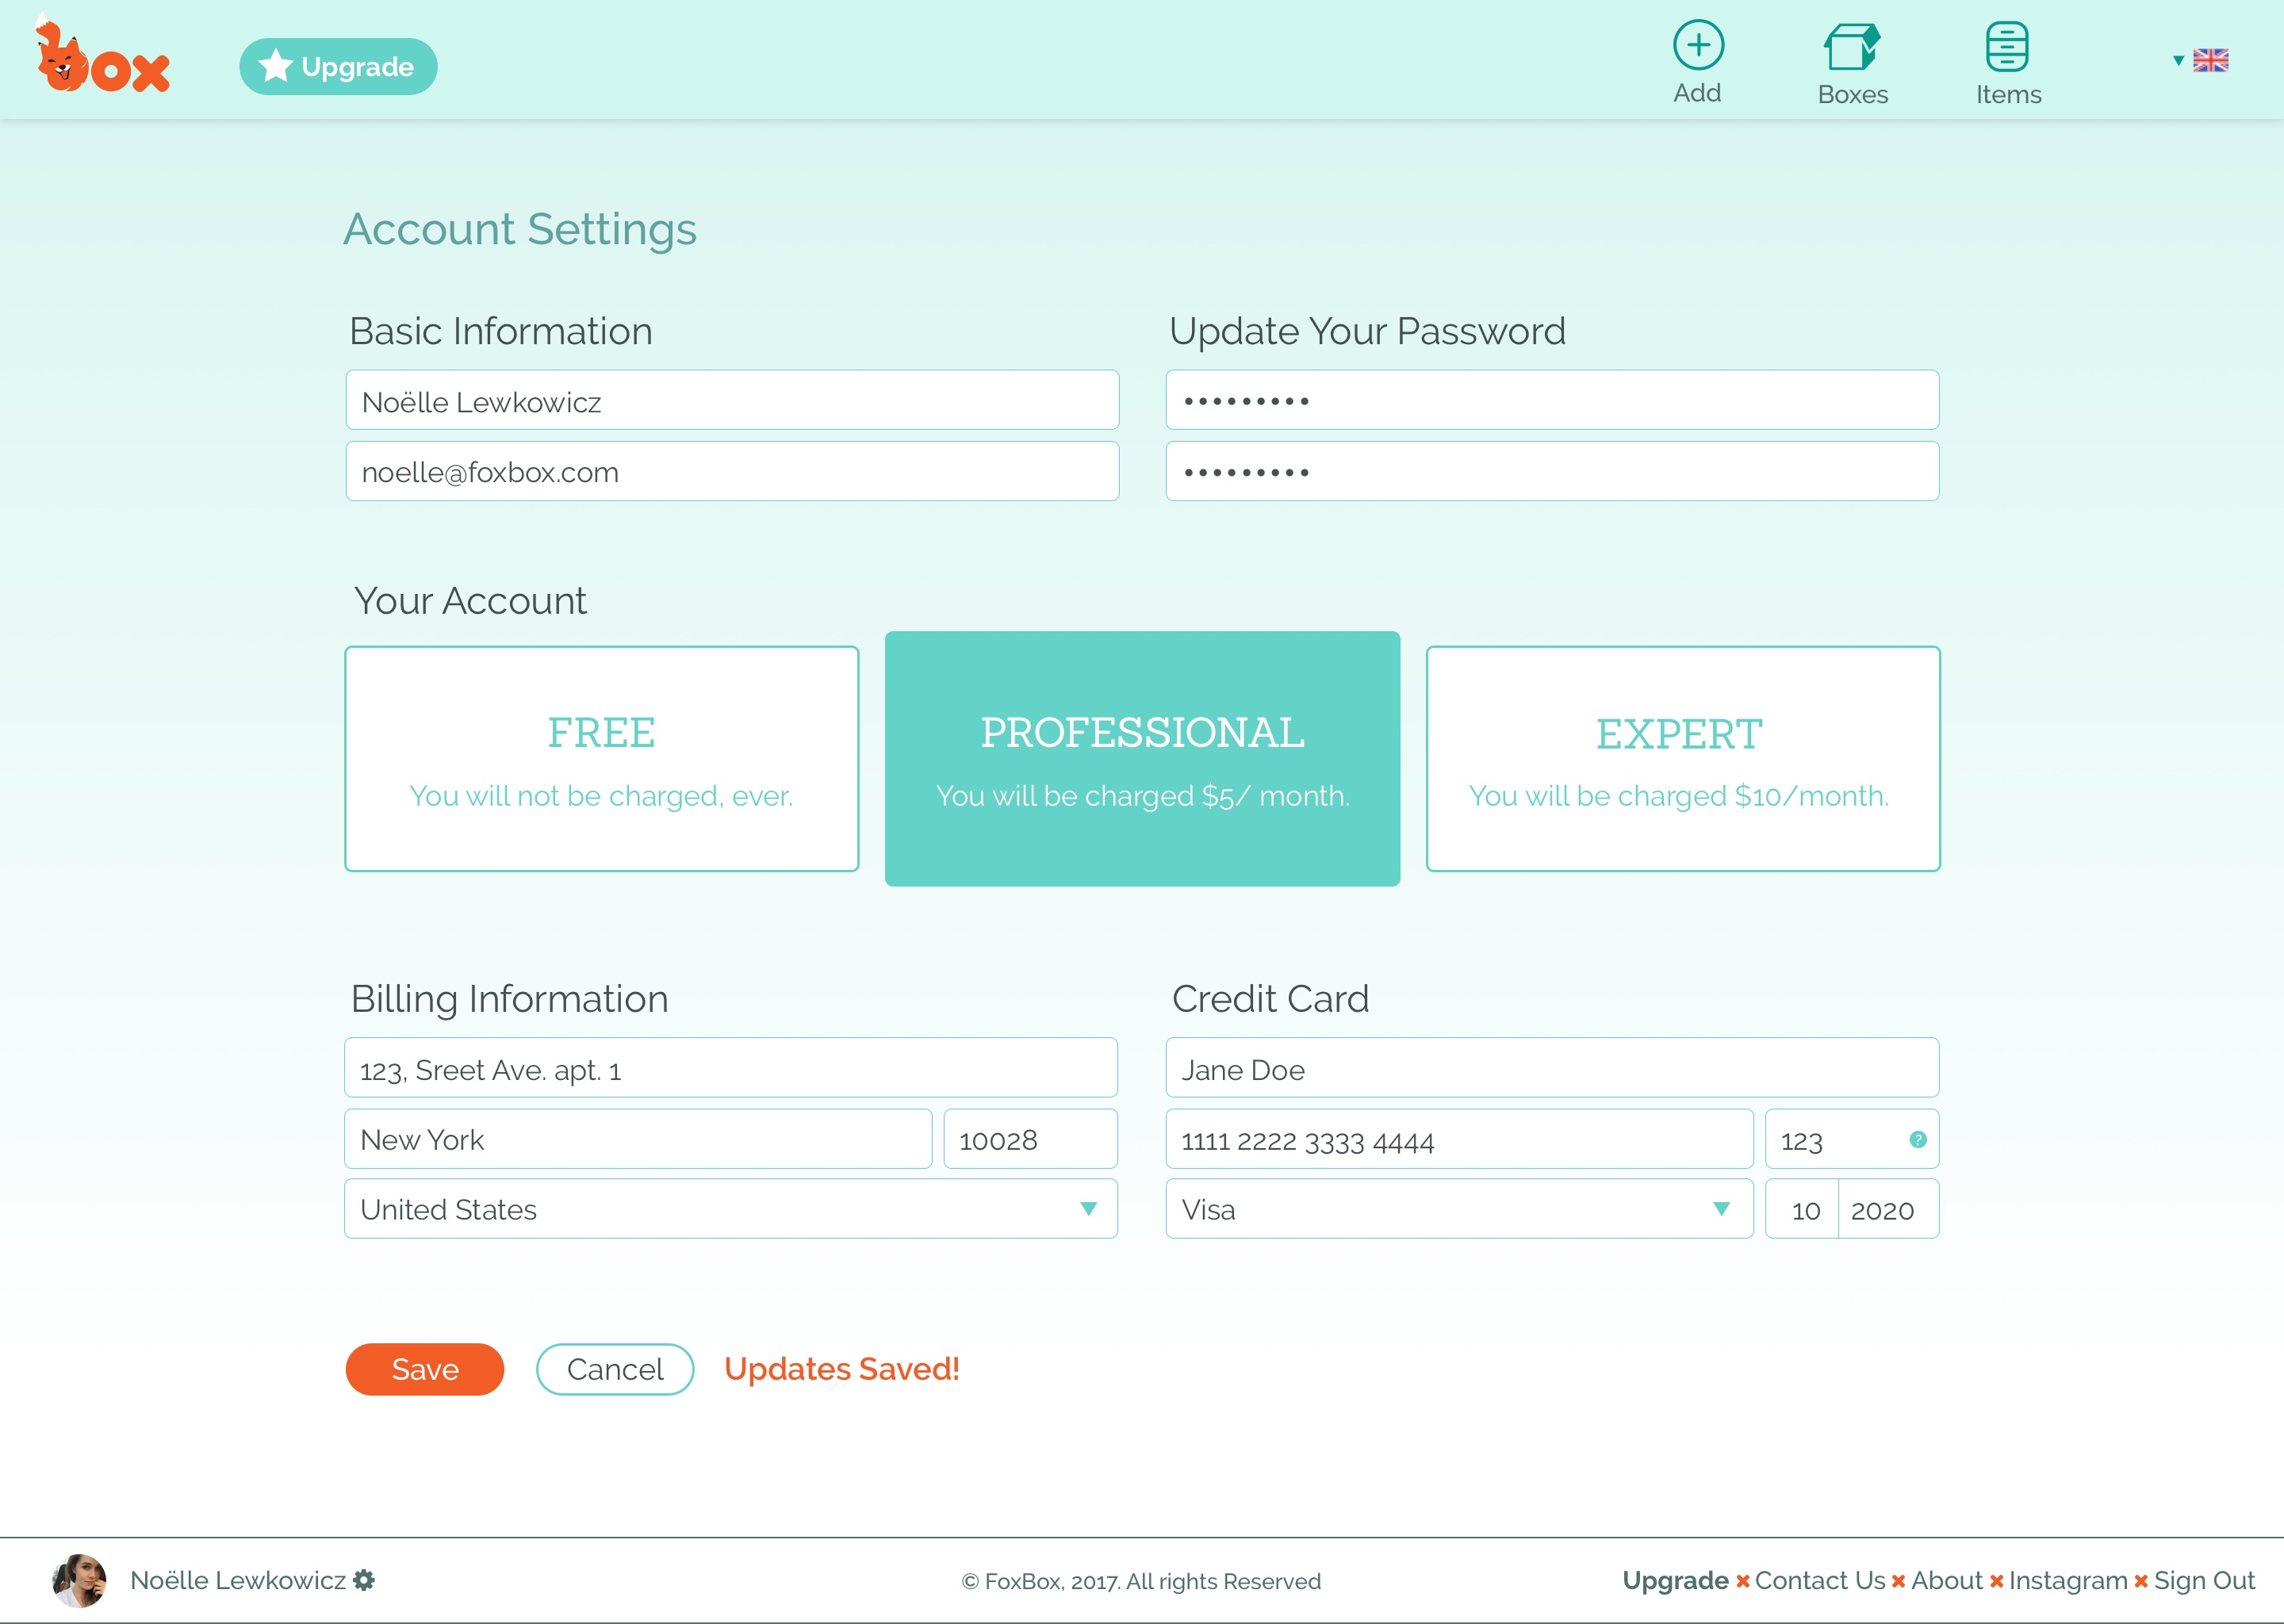 box
Upgrade
Add
Boxes
Items
Account Settings
Basic Information
Update Your Password
Noëlle Lewkowicz
•••••••••
noelle@foxbox.com
•••••••••
Your Account
FREE
You will not be charged, ever.
PROFESSIONAL
You will be charged $5/ month.
EXPERT
You will be charged $10/month.
Billing Information
Credit Card
123, Sreet Ave. apt. 1
Jane Doe
New York
10028
1111 2222 3333 4444
123
?
United States
Visa
10
2020
Save
Cancel
Updates Saved!
Noëlle Lewkowicz
© FoxBox, 2017. All rights Reserved
Upgrade × Contact Us × About × Instagram × Sign Out